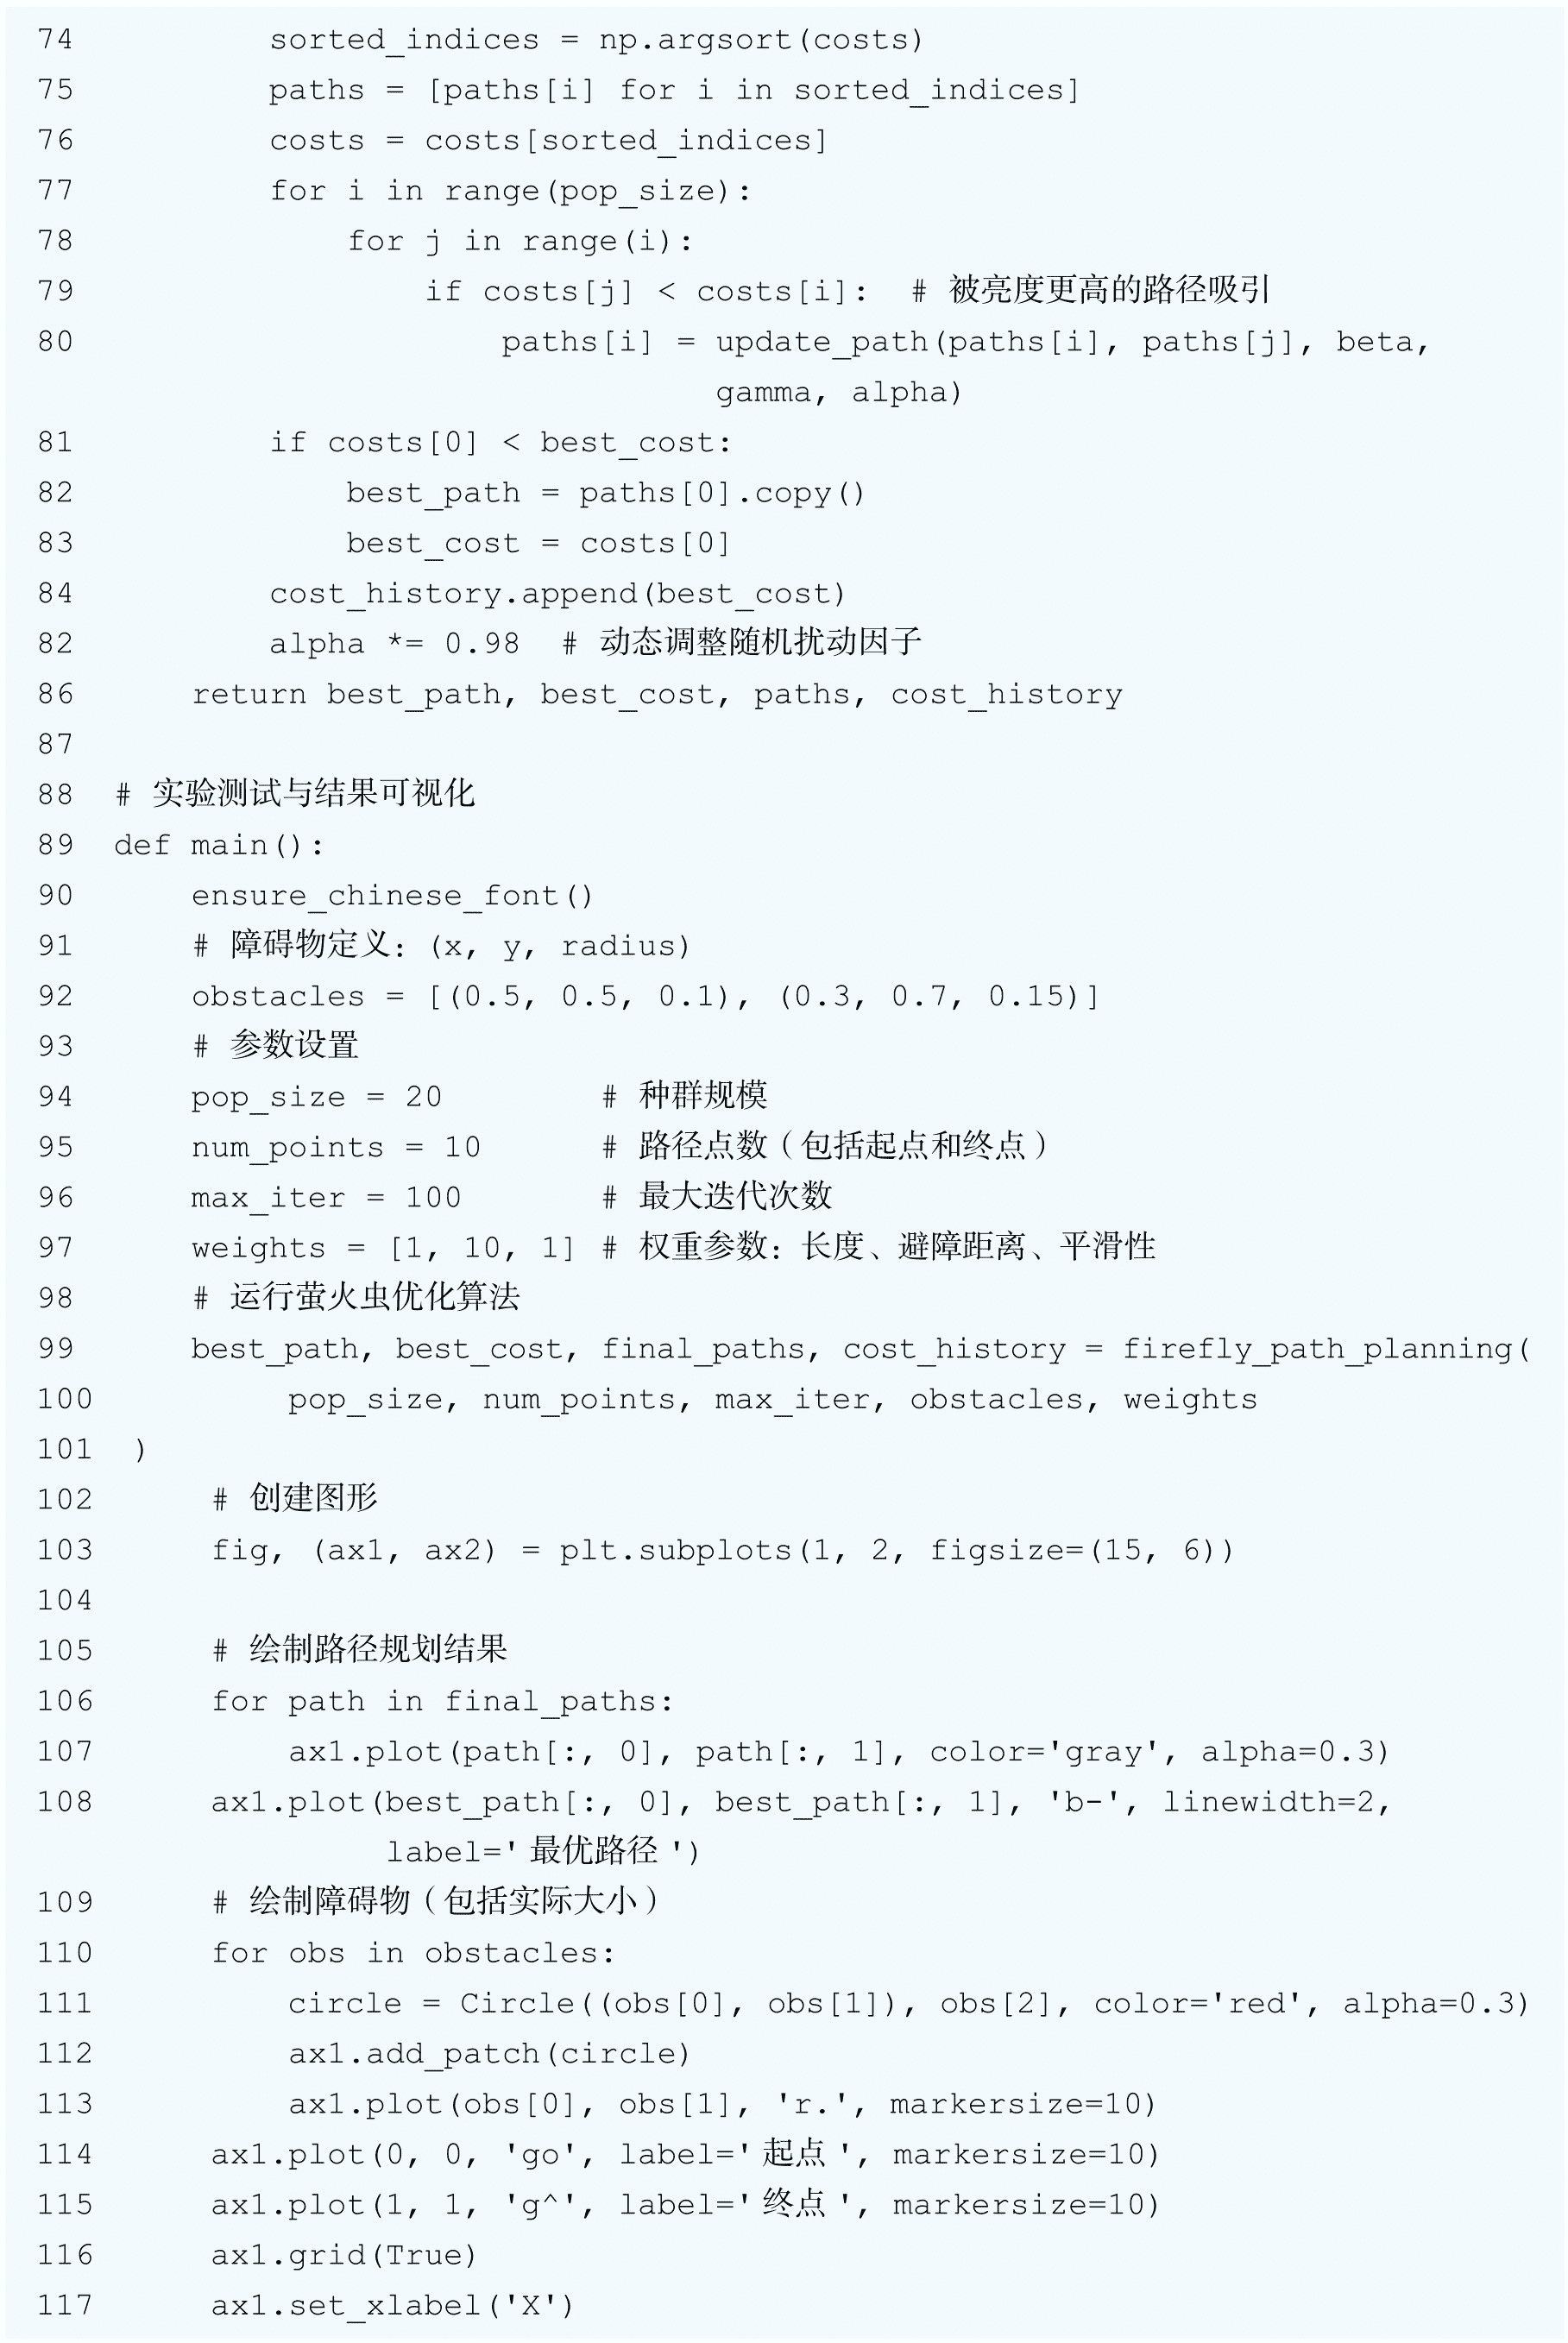 74          sorted_indices = np.argsort(costs)
75          paths = [paths[i] for i in sorted_indices]
76          costs = costs[sorted_indices]
77          for i in range(pop_size):
78              for j in range(i):
79                  if costs[j] < costs[i]:  # 被亮度更高的路径吸引
80                      paths[i] = update_path(paths[i], paths[j], beta,
                                 gamma, alpha)
81          if costs[0] < best_cost:
82              best_path = paths[0].copy()
83              best_cost = costs[0]
84          cost_history.append(best_cost)
82          alpha *= 0.98  # 动态调整随机扰动因子
86      return best_path, best_cost, paths, cost_history
87
88  # 实验测试与结果可视化
89  def main():
90      ensure_chinese_font()
91      # 障碍物定义：(x, y, radius)
92      obstacles = [(0.5, 0.5, 0.1), (0.3, 0.7, 0.15)]
93      # 参数设置
94      pop_size = 20        # 种群规模
95      num_points = 10      # 路径点数（包括起点和终点）
96      max_iter = 100       # 最大迭代次数
97      weights = [1, 10, 1] # 权重参数：长度、避障距离、平滑性
98      # 运行萤火虫优化算法
99      best_path, best_cost, final_paths, cost_history = firefly_path_planning(
100          pop_size, num_points, max_iter, obstacles, weights
101  )
102      # 创建图形
103      fig, (ax1, ax2) = plt.subplots(1, 2, figsize=(15, 6))
104
105      # 绘制路径规划结果
106      for path in final_paths:
107          ax1.plot(path[:, 0], path[:, 1], color='gray', alpha=0.3)
108      ax1.plot(best_path[:, 0], best_path[:, 1], 'b-', linewidth=2,
               label='最优路径')
109      # 绘制障碍物（包括实际大小）
110      for obs in obstacles:
111          circle = Circle((obs[0], obs[1]), obs[2], color='red', alpha=0.3)
112          ax1.add_patch(circle)
113          ax1.plot(obs[0], obs[1], 'r.', markersize=10)
114      ax1.plot(0, 0, 'go', label='起点', markersize=10)
115      ax1.plot(1, 1, 'g^', label='终点', markersize=10)
116      ax1.grid(True)
117      ax1.set_xlabel('X')